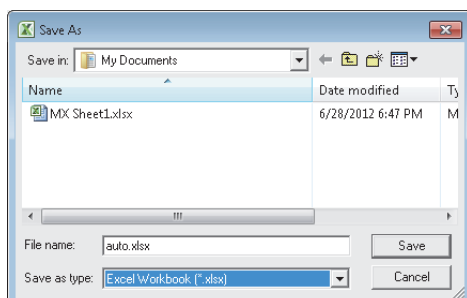 Save As
Save in: My Documents
Name Date modified Ty
MX Sheet1.xlsx 6/28/2012 6:47 PM M
File name: auto.xlsx Save
Save as type: Excel Workbook (*.xlsx) Cancel